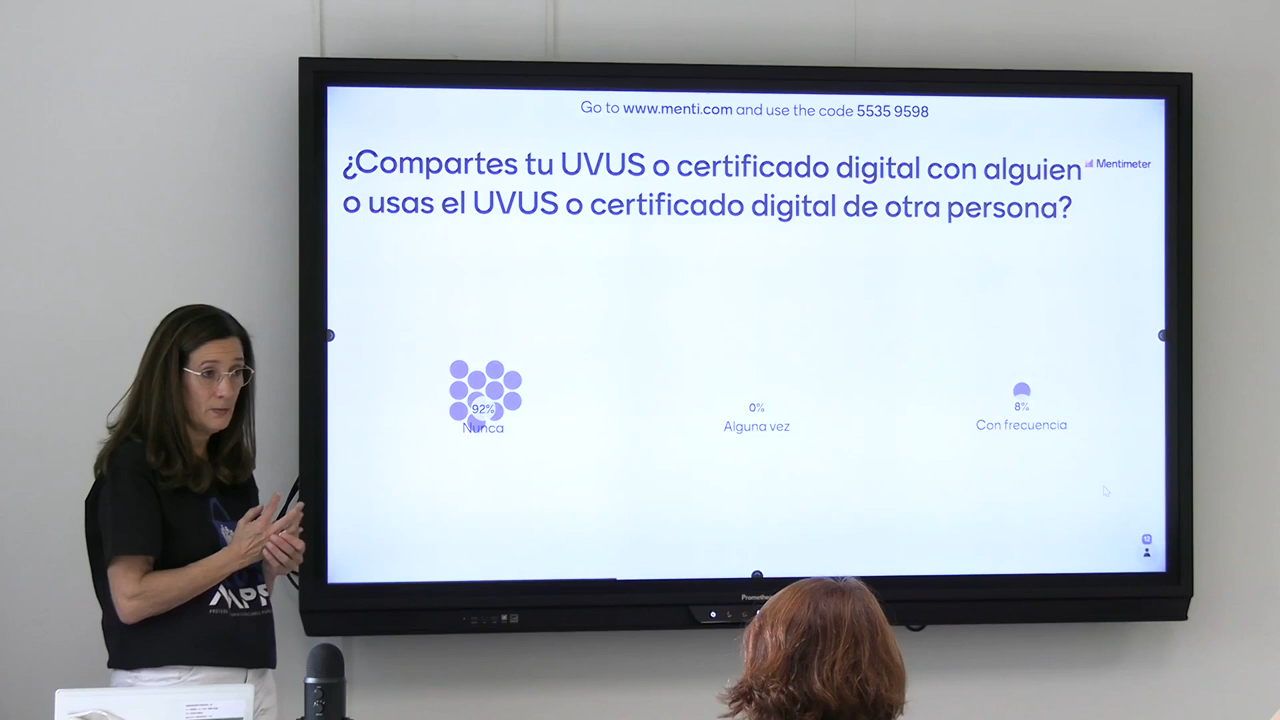 Go to www.menti.com and use the code 5535 9598
¿Compartes tu UVUS o certificado digital con alguien
o usas el UVUS o certificado digital de otra persona?
Mentimeter
92%
Nunca
0%
Alguna vez
8%
Con frecuencia
12